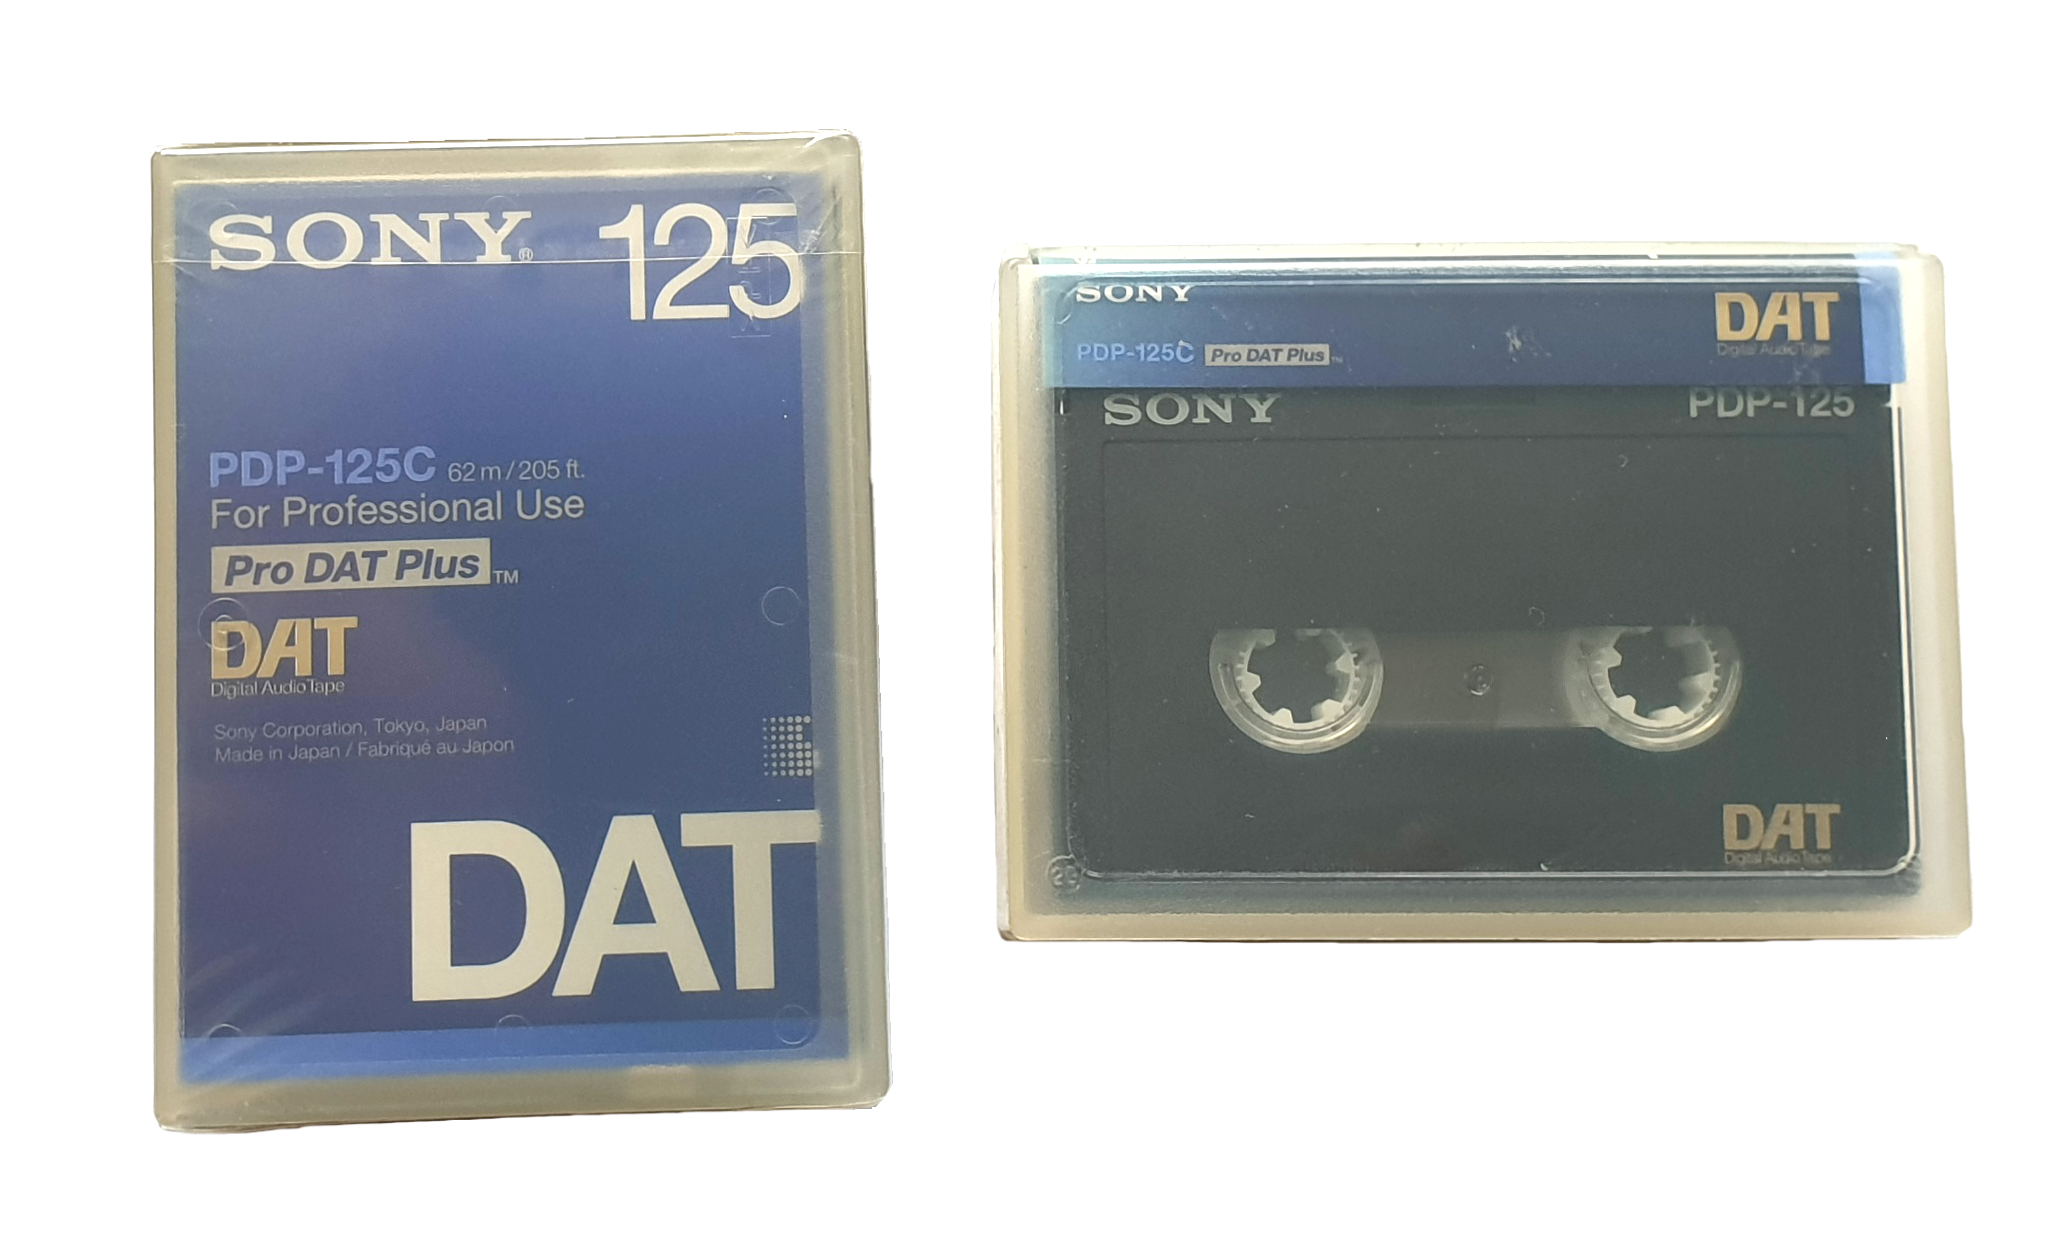 SONY® 125
PDP-125C 62 m / 205 ft.
For Professional Use
Pro DAT Plus TM
DAT
Digital Audio Tape
Sony Corporation, Tokyo, Japan
Made in Japan / Fabriqué au Japon
DAT
SONY
DAT
PDP-125C Pro DAT Plus TM
Digital Audio Tape
SONY PDP-125
DAT
Digital Audio Tape